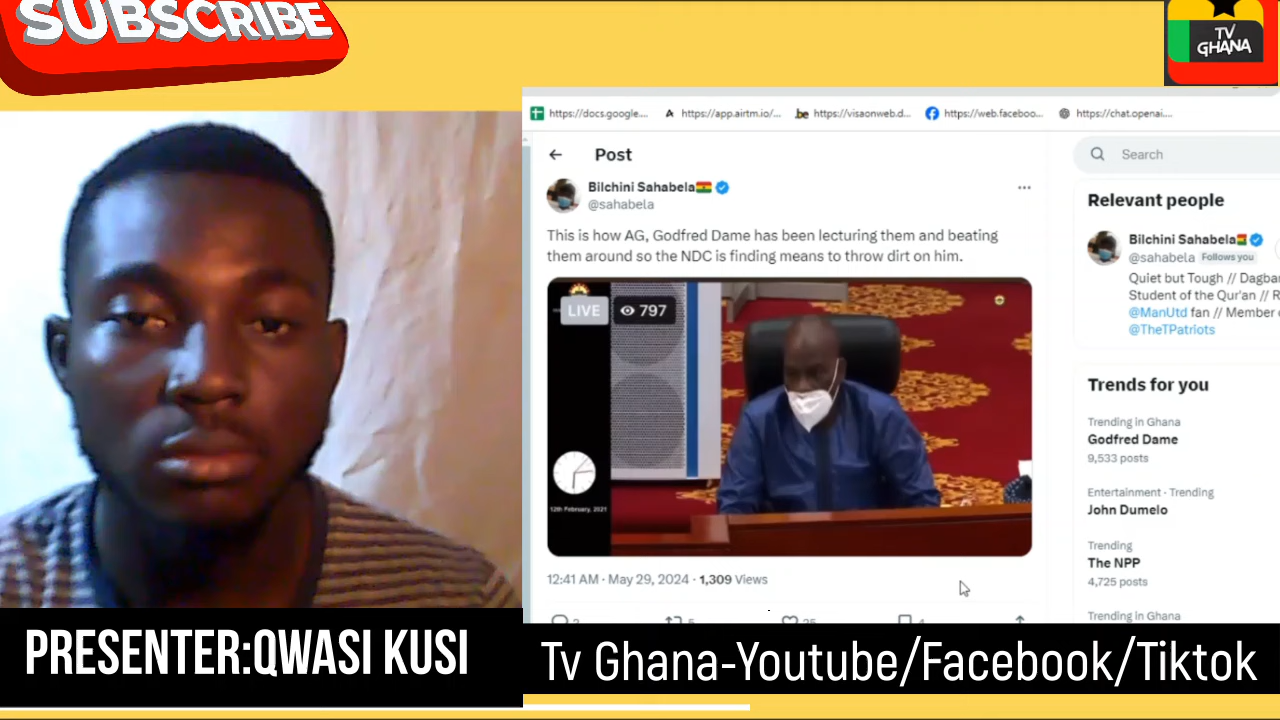 SUBSCRIBE
TV
GHANA
https://docs.google....
https://app.airtm.io/...
https://visaonweb.d...
https://web.faceboo...
https://chat.openai....
Post
Search
Bilchini Sahabela
@sahabela
This is how AG, Godfred Dame has been lecturing them and beating
them around so the NDC is finding means to throw dirt on him.
LIVE
797
12th February, 2021
12:41 AM · May 29, 2024 · 1,309 Views
Relevant people
Bilchini Sahabela
@sahabela Follows you
Quiet but Tough // Dagba
Student of the Qur'an // R
@ManUtd fan // Member
@TheTPatriots
Trends for you
Trending in Ghana
Godfred Dame
9,533 posts
Entertainment · Trending
John Dumelo
Trending
The NPP
4,725 posts
Trending in Ghana
PRESENTER:QWASI KUSI
Tv Ghana-Youtube/Facebook/Tiktok